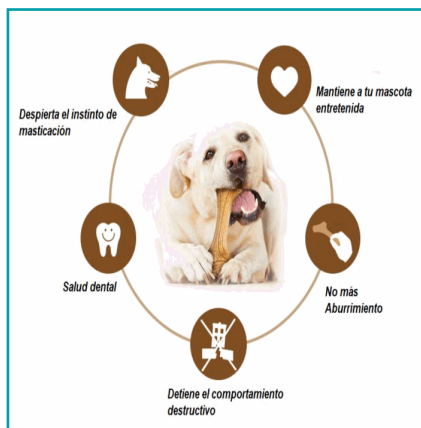 Despierta el instinto de
masticación
Mantiene a tu mascota
entretenida
Salud dental
No más
Aburrimiento
Detiene el comportamiento
destructivo